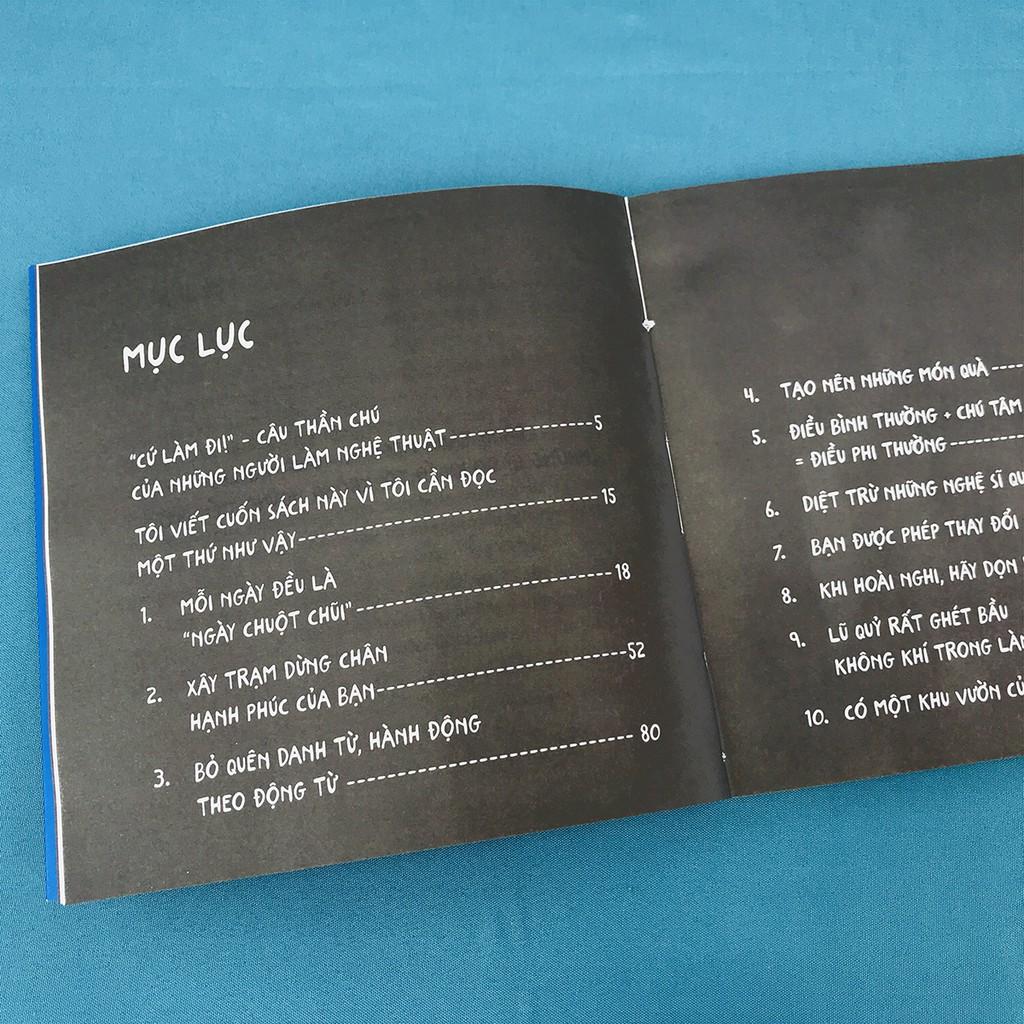 MỤC LỤC
"CỨ LÀM ĐI!" - CÂU THẦN CHÚ
CỦA NHỮNG NGƯỜI LÀM NGHỆ THUẬT---------------5
TÔI VIẾT CUỐN SÁCH NÀY VÌ TÔI CẦN ĐỌC
MỘT THỨ NHƯ VẬY------------------------------15
1. MỖI NGÀY ĐỀU LÀ
"NGÀY CHUỘT CHŨI"---------------------------18
2. XÂY TRẠM DỪNG CHÂN
HẠNH PHÚC CỦA BẠN--------------------------52
3. BỎ QUÊN DANH TỪ, HÀNH ĐỘNG
THEO ĐỘNG TỪ ------------------------------ 80
4. TẠO NÊN NHỮNG MÓN QUÀ----
5. ĐIỀU BÌNH THƯỜNG + CHÚ TÂM
= ĐIỀU PHI THƯỜNG--------
6. DIỆT TRỪ NHỮNG NGHỆ SĨ
7. BẠN ĐƯỢC PHÉP THAY ĐỔI
8. KHI HOÀI NGHI, HÃY DỌN
9. LŨ QUỶ RẤT GHÉT BẦU
KHÔNG KHÍ TRONG
10. CÓ MỘT KHU VƯỜN